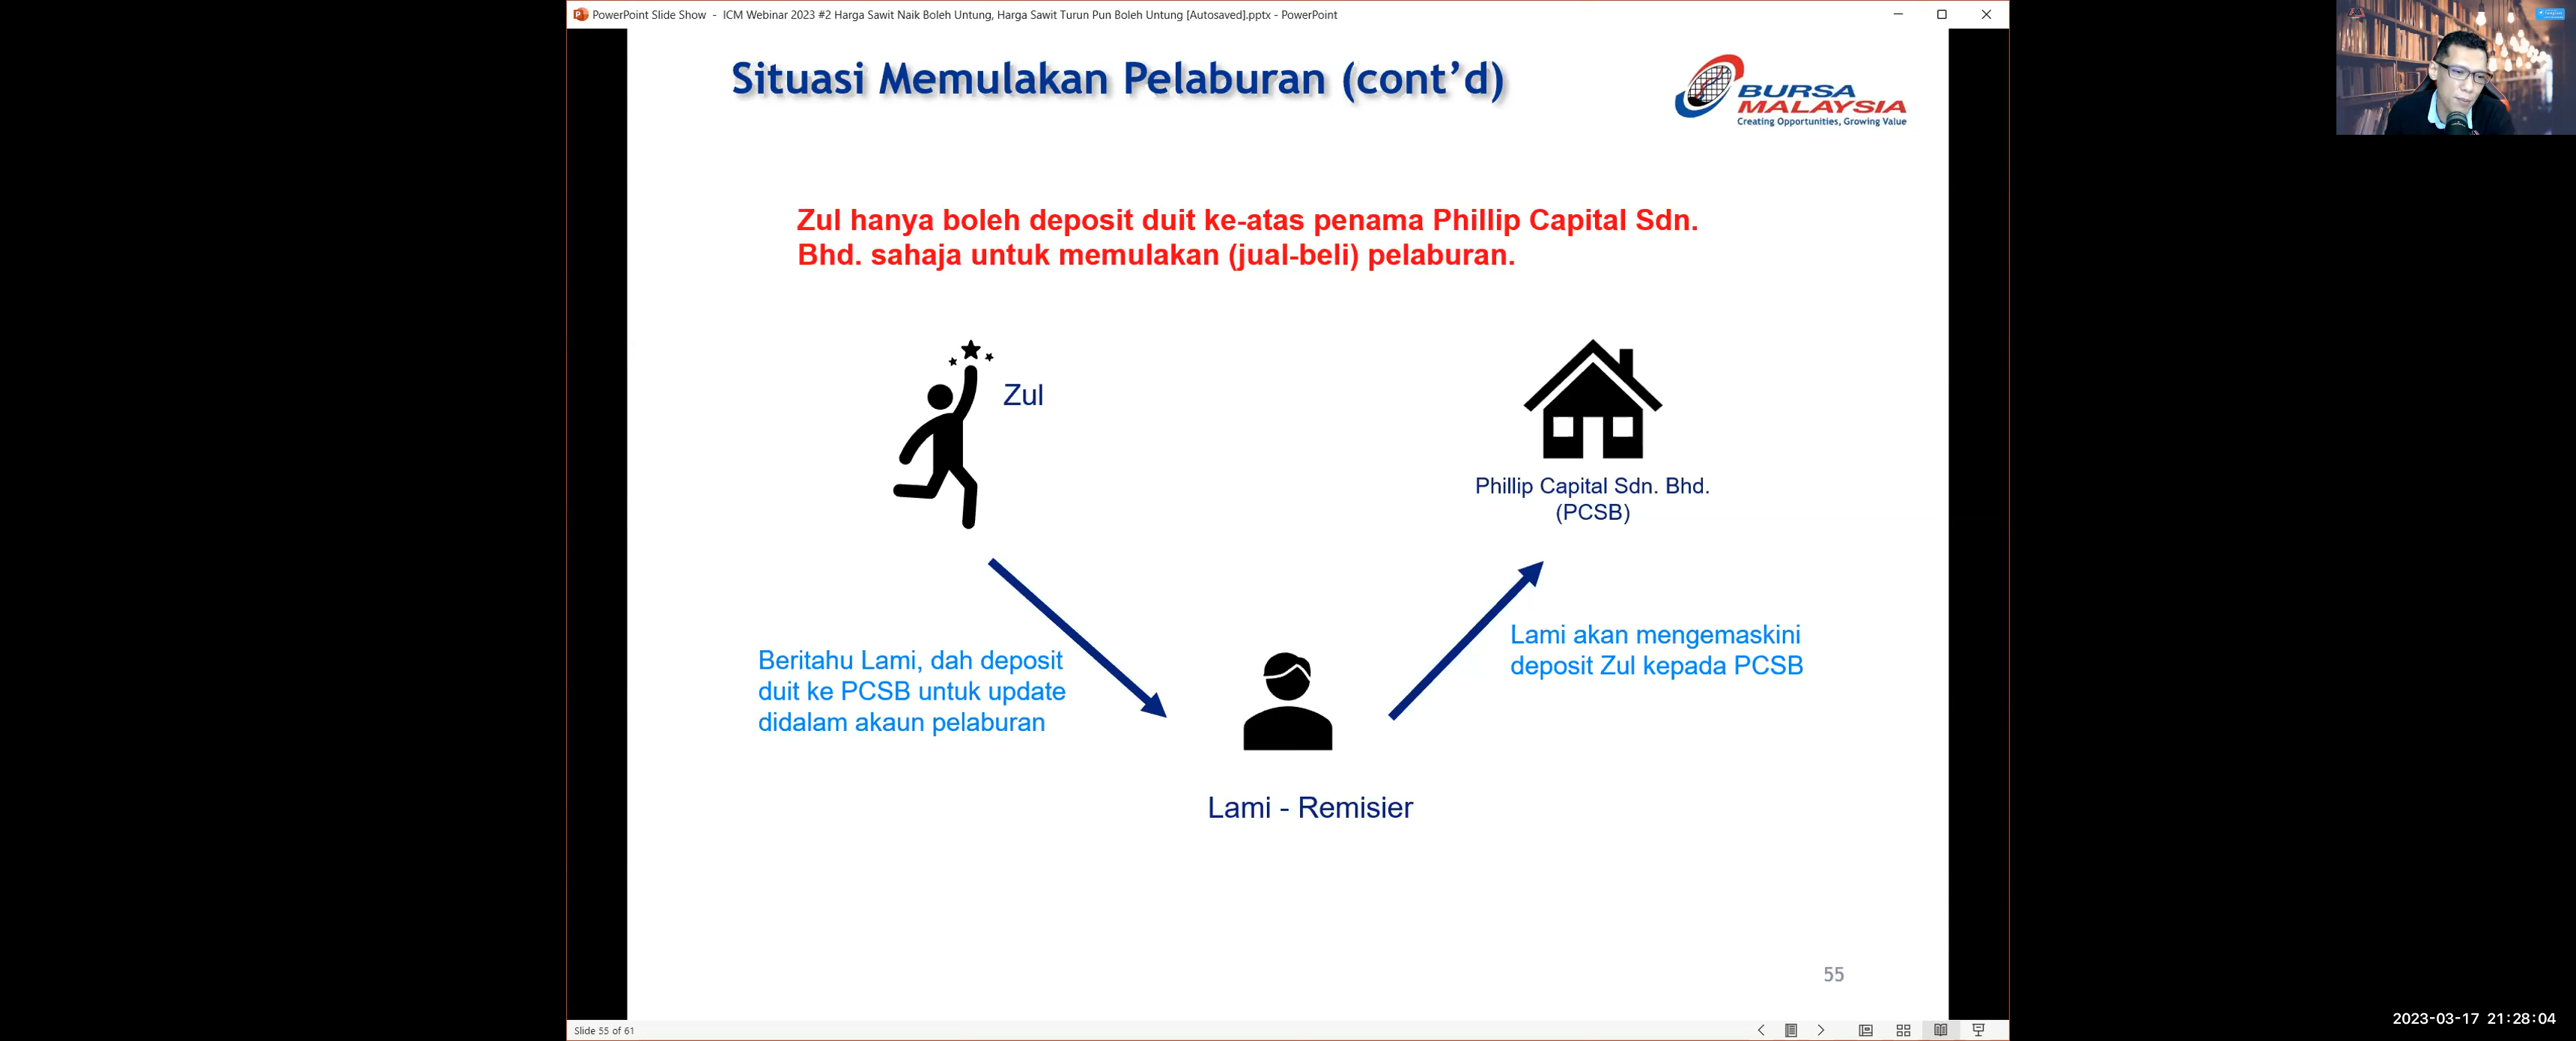 PowerPoint Slide Show - ICM Webinar 2023 #2 Harga Sawit Naik Boleh Untung, Harga Sawit Turun Pun Boleh Untung [Autosaved].pptx - PowerPoint
Situasi Memulakan Pelaburan (cont’d)
BURSA
MALAYSIA
Creating Opportunities, Growing Value
Zul hanya boleh deposit duit ke-atas penama Phillip Capital Sdn.
Bhd. sahaja untuk memulakan (jual-beli) pelaburan.
Zul
Phillip Capital Sdn. Bhd.
(PCSB)
Beritahu Lami, dah deposit
duit ke PCSB untuk update
didalam akaun pelaburan
Lami akan mengemaskini
deposit Zul kepada PCSB
Lami - Remisier
55
Slide 55 of 61
2023-03-17 21:28:04